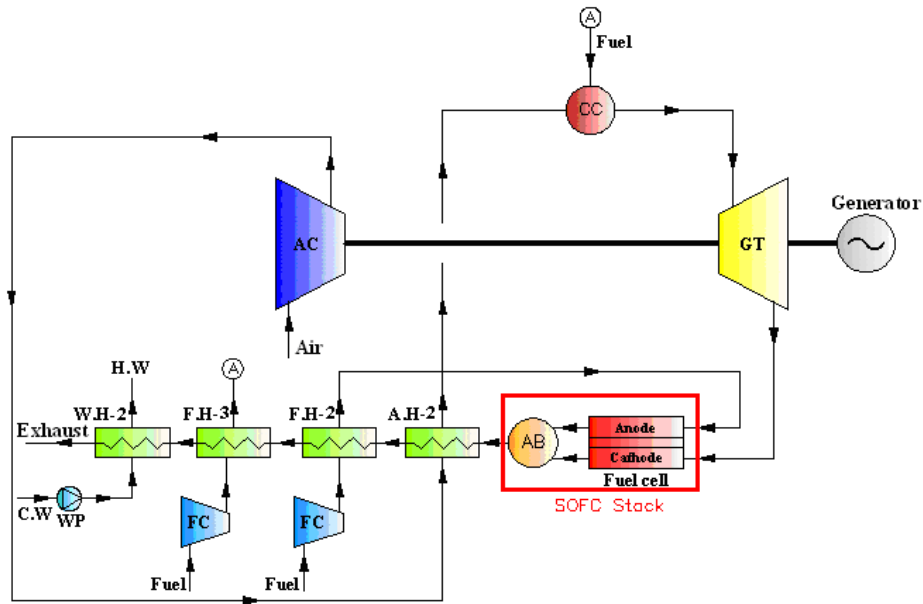 A
Fuel
CC
AC
GT
Generator
Air
H.W
A
W.H-2
F.H-3
F.H-2
A.H-2
Exhaust
AB
Anode
Cathode
Fuel cell
SOFC Stack
C.W
WP
FC
FC
Fuel
Fuel